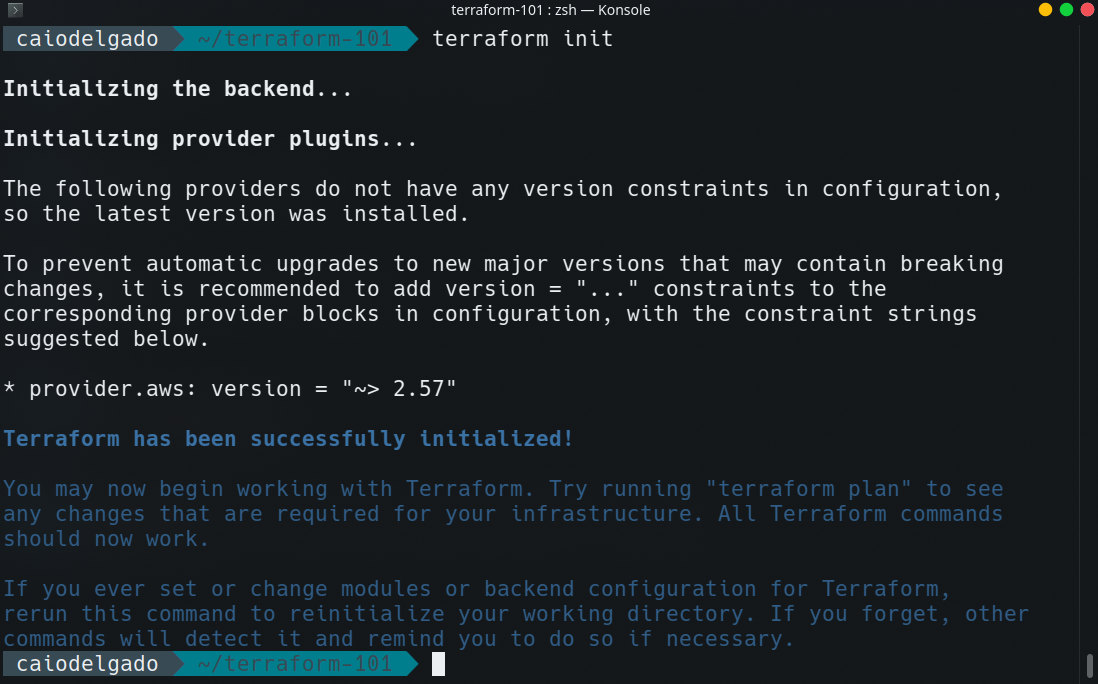 terraform-101 : zsh — Konsole
caiodelgado ~/terraform-101 terraform init
Initializing the backend...
Initializing provider plugins...
The following providers do not have any version constraints in configuration,
so the latest version was installed.
To prevent automatic upgrades to new major versions that may contain breaking
changes, it is recommended to add version = "..." constraints to the
corresponding provider blocks in configuration, with the constraint strings
suggested below.
* provider.aws: version = "~> 2.57"
Terraform has been successfully initialized!
You may now begin working with Terraform. Try running "terraform plan" to see
any changes that are required for your infrastructure. All Terraform commands
should now work.
If you ever set or change modules or backend configuration for Terraform,
rerun this command to reinitialize your working directory. If you forget, other
commands will detect it and remind you to do so if necessary.
caiodelgado ~/terraform-101